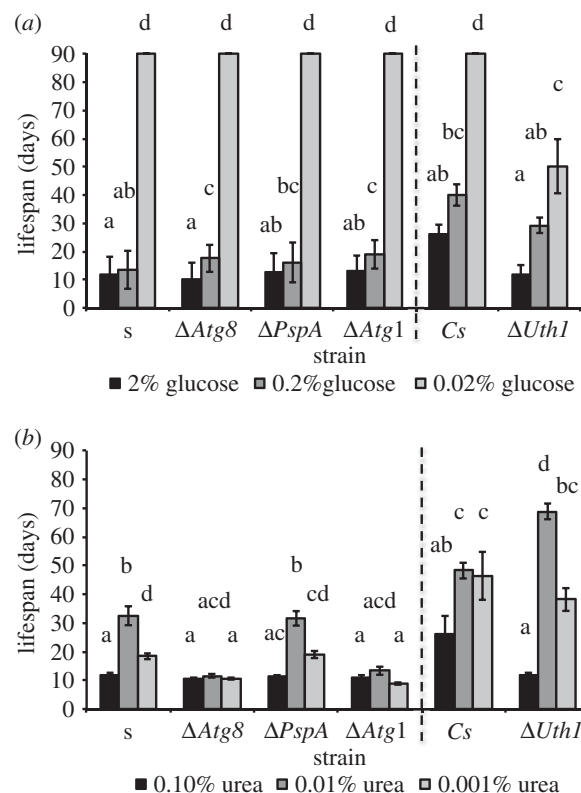 (a)
d d d d d
90
80
70 c
60 bc
lifespan (days)
50 ab ab
40 ab c bc c a
30 a a ab ab
20
10
0
s ΔAtg8 ΔPspA ΔAtg1 Cs ΔUth1
strain
2% glucose 0.2%glucose 0.02% glucose
(b)
90
80 d
70 c c bc
60 ab
lifespan (days)
50 b b
40 d cd
30 a acd ac acd a
20 a a a a
10
0
s ΔAtg8 ΔPspA ΔAtg1 Cs ΔUth1
strain
0.10% urea 0.01% urea 0.001% urea